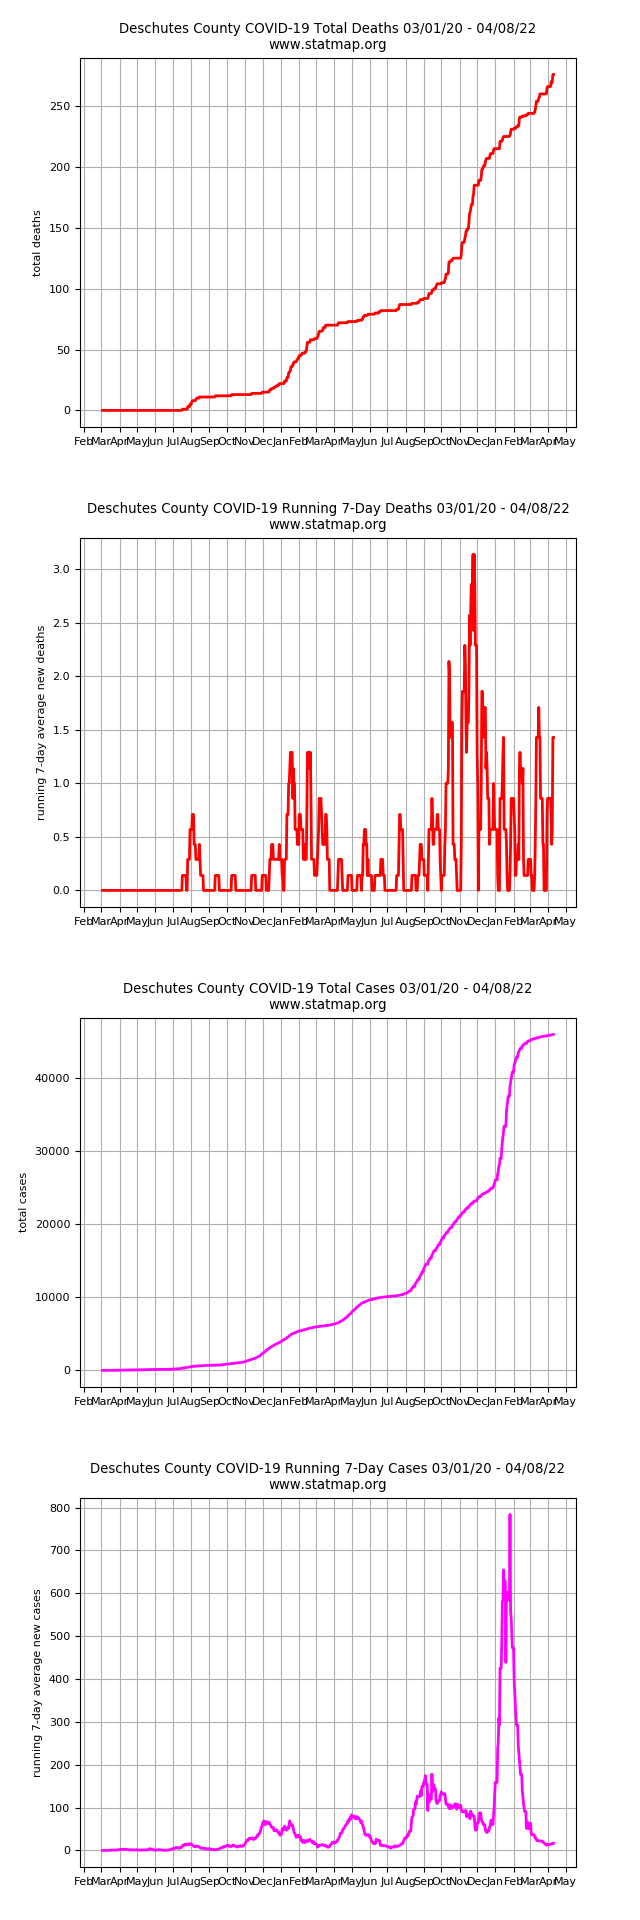 Deschutes County COVID-19 Total Deaths 03/01/20 - 04/08/22
www.statmap.org
250
200
150
100
50
0
total deaths
Feb Mar Apr May Jun Jul Aug Sep Oct Nov Dec Jan Feb Mar Apr May Jun Jul Aug Sep Oct Nov Dec Jan Feb Mar Apr May
Deschutes County COVID-19 Running 7-Day Deaths 03/01/20 - 04/08/22
www.statmap.org
3.0
2.5
2.0
1.5
1.0
0.5
0.0
running 7-day average new deaths
Feb Mar Apr May Jun Jul Aug Sep Oct Nov Dec Jan Feb Mar Apr May Jun Jul Aug Sep Oct Nov Dec Jan Feb Mar Apr May
Deschutes County COVID-19 Total Cases 03/01/20 - 04/08/22
www.statmap.org
40000
30000
20000
10000
0
total cases
Feb Mar Apr May Jun Jul Aug Sep Oct Nov Dec Jan Feb Mar Apr May Jun Jul Aug Sep Oct Nov Dec Jan Feb Mar Apr May
Deschutes County COVID-19 Running 7-Day Cases 03/01/20 - 04/08/22
www.statmap.org
800
700
600
500
400
300
200
100
0
running 7-day average new cases
Feb Mar Apr May Jun Jul Aug Sep Oct Nov Dec Jan Feb Mar Apr May Jun Jul Aug Sep Oct Nov Dec Jan Feb Mar Apr May